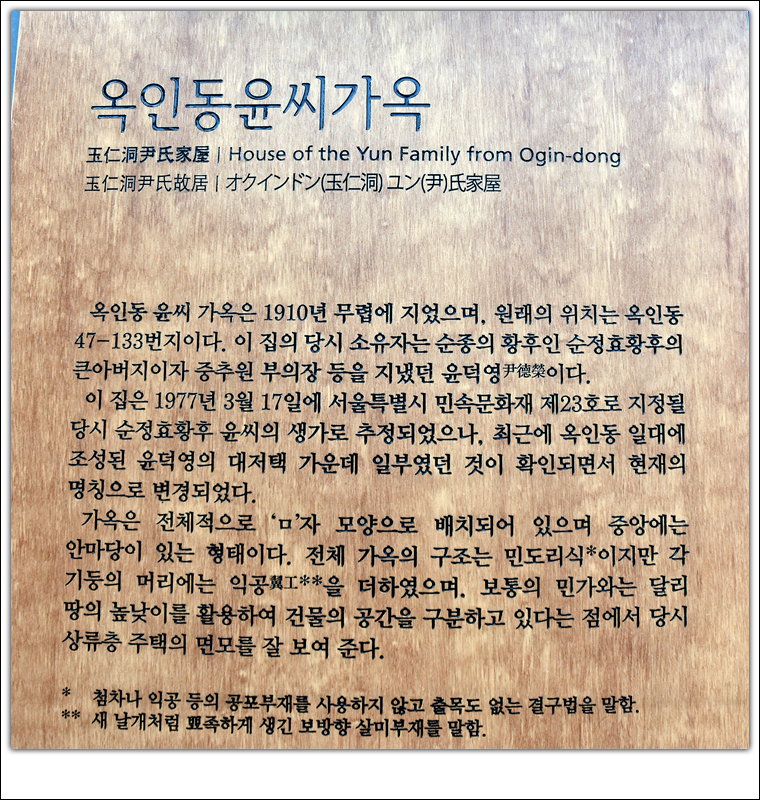 옥인동윤씨가옥
玉仁洞尹氏家屋 | House of the Yun Family from Ogin-dong
玉仁洞尹氏故居 | オクインドン(玉仁洞) ユン(尹)氏家屋
옥인동 윤씨 가옥은 1910년 무렵에 지었으며, 원래의 위치는 옥인동
47-133번지이다. 이 집의 당시 소유자는 순종의 황후인 순정효황후의
큰아버지이자 중추원 부의장 등을 지냈던 윤덕영尹德榮이다.
이 집은 1977년 3월 17일에 서울특별시 민속문화재 제23호로 지정될
당시 순정효황후 윤씨의 생가로 추정되었으나, 최근에 옥인동 일대에
조성된 윤덕영의 대저택 가운데 일부였던 것이 확인되면서 현재의
명칭으로 변경되었다.
가옥은 전체적으로 ‘ㅁ’자 모양으로 배치되어 있으며 중앙에는
안마당이 있는 형태이다. 전체 가옥의 구조는 민도리식*이지만 각
기둥의 머리에는 익공翼工**을 더하였으며. 보통의 민가와는 달리
땅의 높낮이를 활용하여 건물의 공간을 구분하고 있다는 점에서 당시
상류층 주택의 면모를 잘 보여 준다.
* 첨차나 익공 등의 공포부재를 사용하지 않고 출목도 없는 결구법을 말함.
** 새 날개처럼 뾰족하게 생긴 보방향 살미부재를 말함.